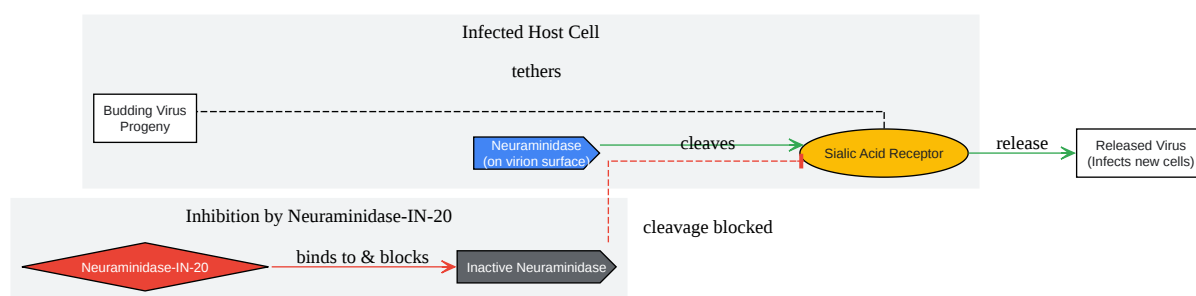 Infected Host Cell
tethers
Budding Virus
Progeny
Neuraminidase
(on virion surface)
cleaves
Sialic Acid Receptor
release
Released Virus
(Infects new cells)
Inhibition by Neuraminidase-IN-20
cleavage blocked
Neuraminidase-IN-20
binds to & blocks
Inactive Neuraminidase